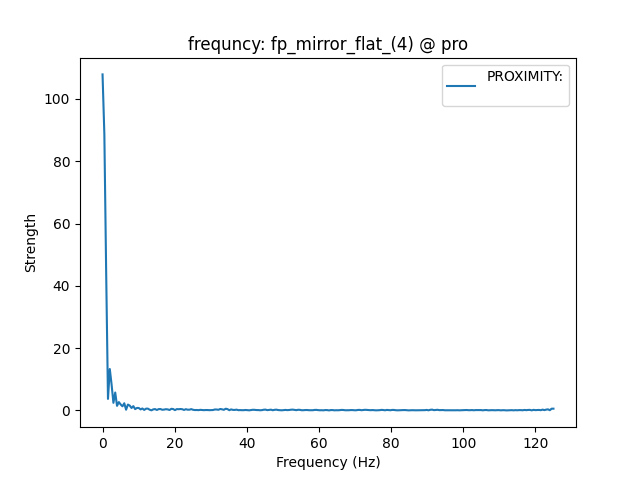 frequncy: fp_mirror_flat_(4) @ pro
PROXIMITY:
Strength
100
80
60
40
20
0
0 20 40 60 80 100 120
Frequency (Hz)